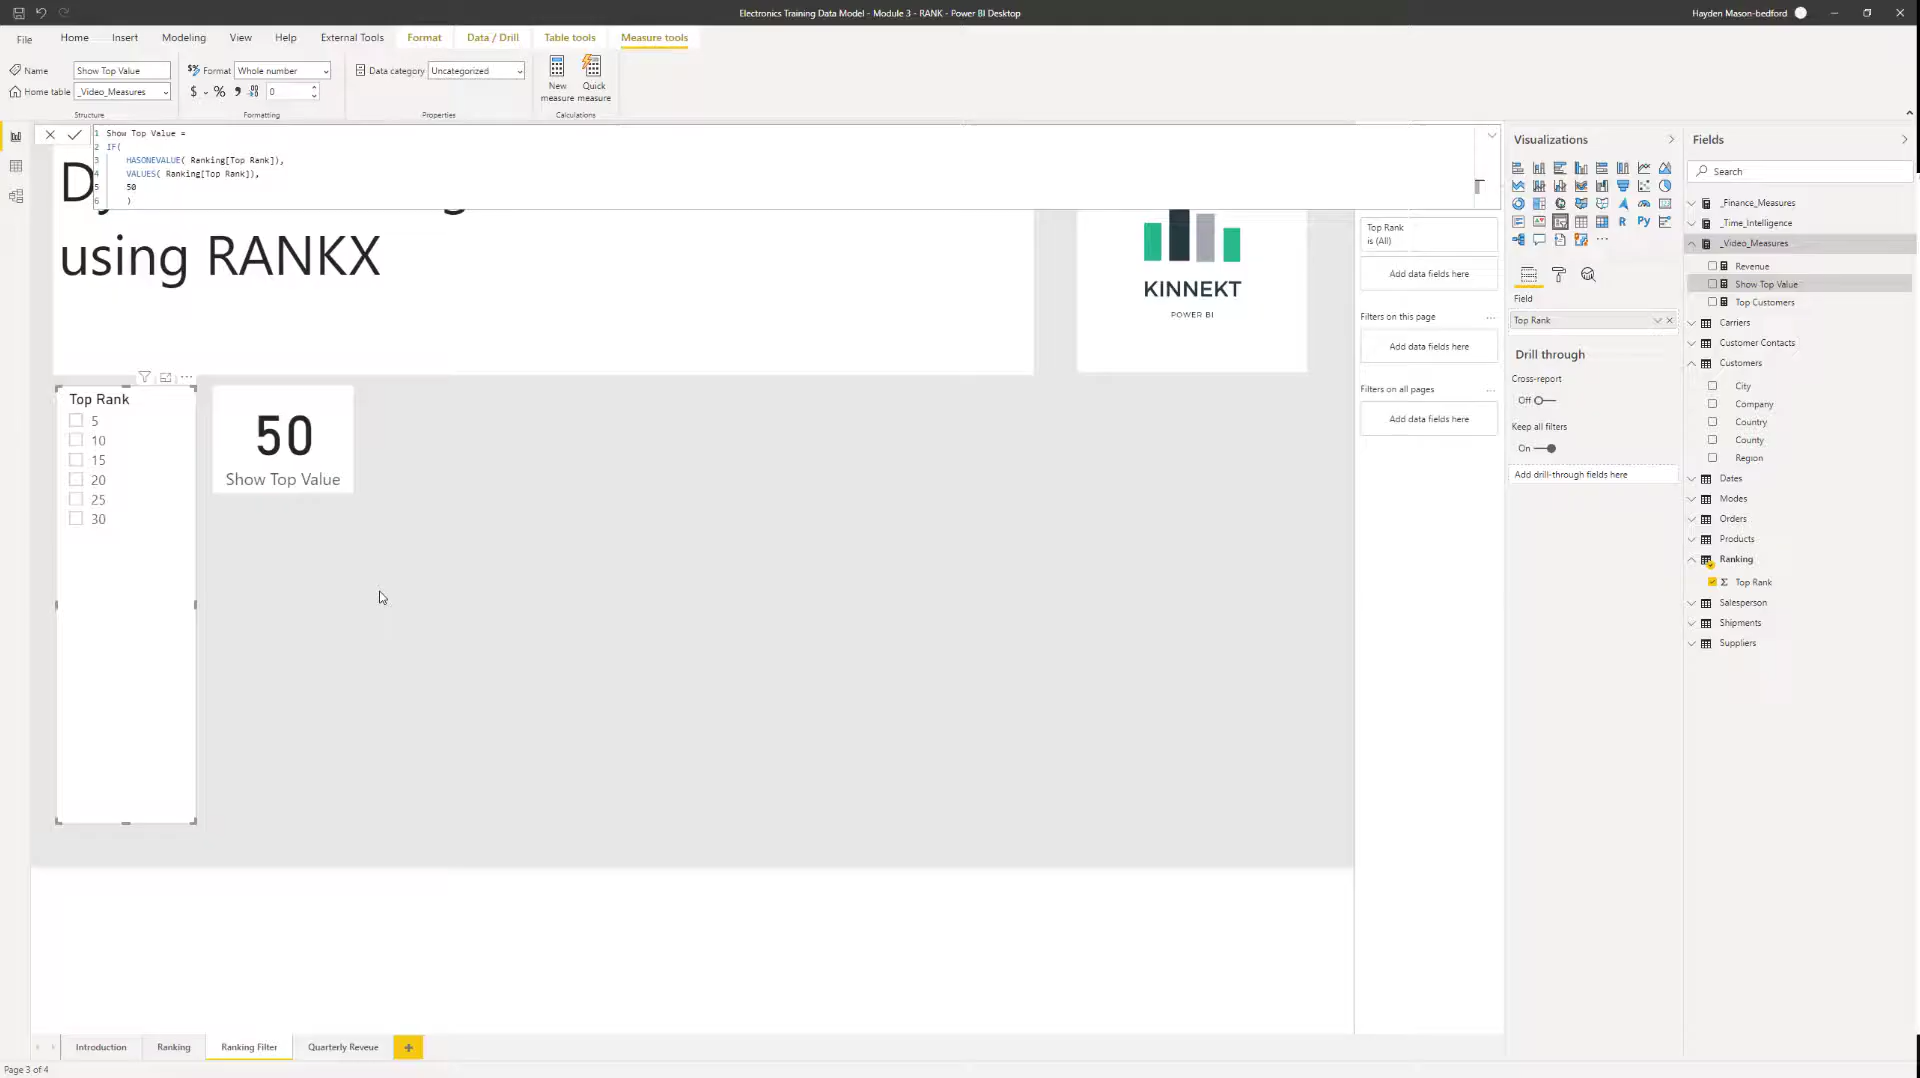 Electronics Training Data Model - Module 3 - RANK - Power BI Desktop
Hayden Mason-bedford
File
Home
Insert
Modeling
View
Help
External Tools
Format
Data / Drill
Table tools
Measure tools
Name
Show Top Value
Home table
_Video_Measures
Structure
Format
Whole number
$
%
0
Formatting
Data category
Uncategorized
Properties
New measure
Quick measure
Calculations
1 Show Top Value =
2 IF(
3 HASONEVALUE( Ranking[Top Rank]),
4 VALUES( Ranking[Top Rank]),
5 50
6 )
using RANKX
KINNEKT
POWER BI
Top Rank
5
10
15
20
25
30
50
Show Top Value
Top Rank
is (All)
Add data fields here
Filters on this page
Add data fields here
Filters on all pages
Add data fields here
Visualizations
R
Py
Field
Top Rank
Drill through
Cross-report
Off
Keep all filters
On
Add drill-through fields here
Fields
Search
_Finance_Measures
_Time_Intelligence
_Video_Measures
Revenue
Show Top Value
Top Customers
Carriers
Customer Contacts
Customers
City
Company
Country
County
Region
Dates
Modes
Orders
Products
Ranking
Σ Top Rank
Salesperson
Shipments
Suppliers
Introduction
Ranking
Ranking Filter
Quarterly Reveue
+
Page 3 of 4